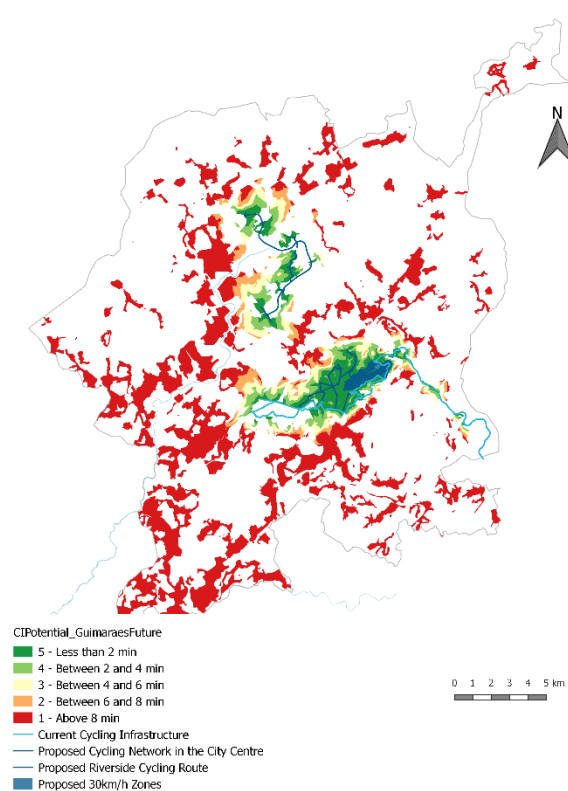 N
CIPotential_GuimaraesFuture
5 - Less than 2 min
4 - Between 2 and 4 min
3 - Between 4 and 6 min
2 - Between 6 and 8 min
1 - Above 8 min
Current Cycling Infrastructure
Proposed Cycling Network in the City Centre
Proposed Riverside Cycling Route
Proposed 30km/h Zones
0 1 2 3 4 5 km